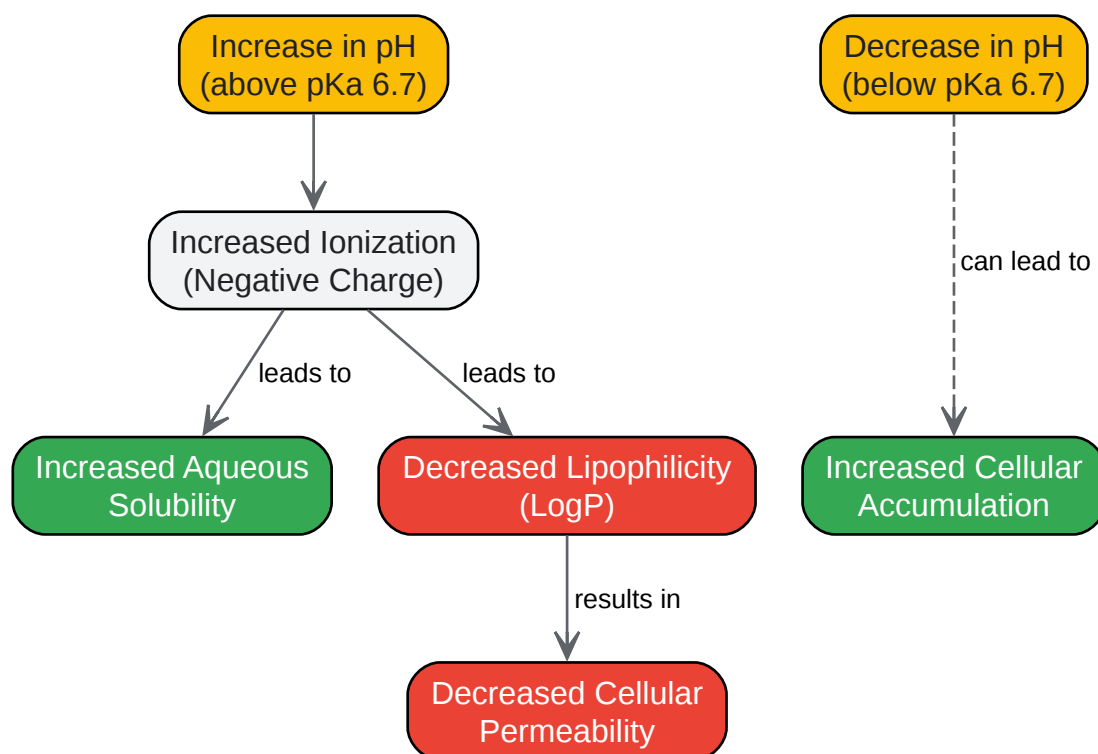 Increase in pH
(above pKa 6.7)
Decrease in pH
(below pKa 6.7)
Increased Ionization
(Negative Charge)
can lead to
leads to
leads to
Increased Aqueous
Solubility
Decreased Lipophilicity
(LogP)
Increased Cellular
Accumulation
results in
Decreased Cellular
Permeability